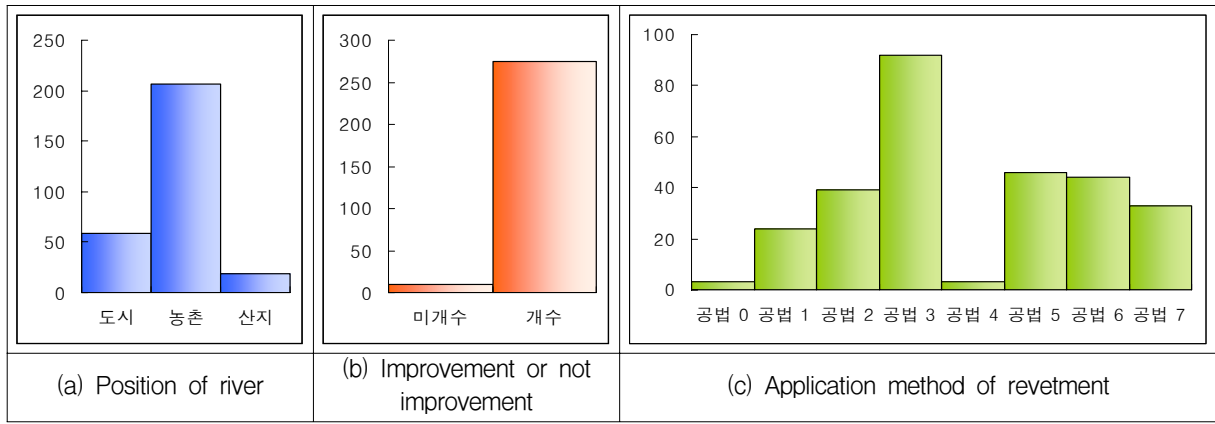 250
200
150
100
50
0
도시 농촌 산지
300
250
200
150
100
50
0
미개수 개수
100
80
60
40
20
0
공법 0 공법 1 공법 2 공법 3 공법 4 공법 5 공법 6 공법 7
(a) Position of river
(b) Improvement or not
improvement
(c) Application method of revetment